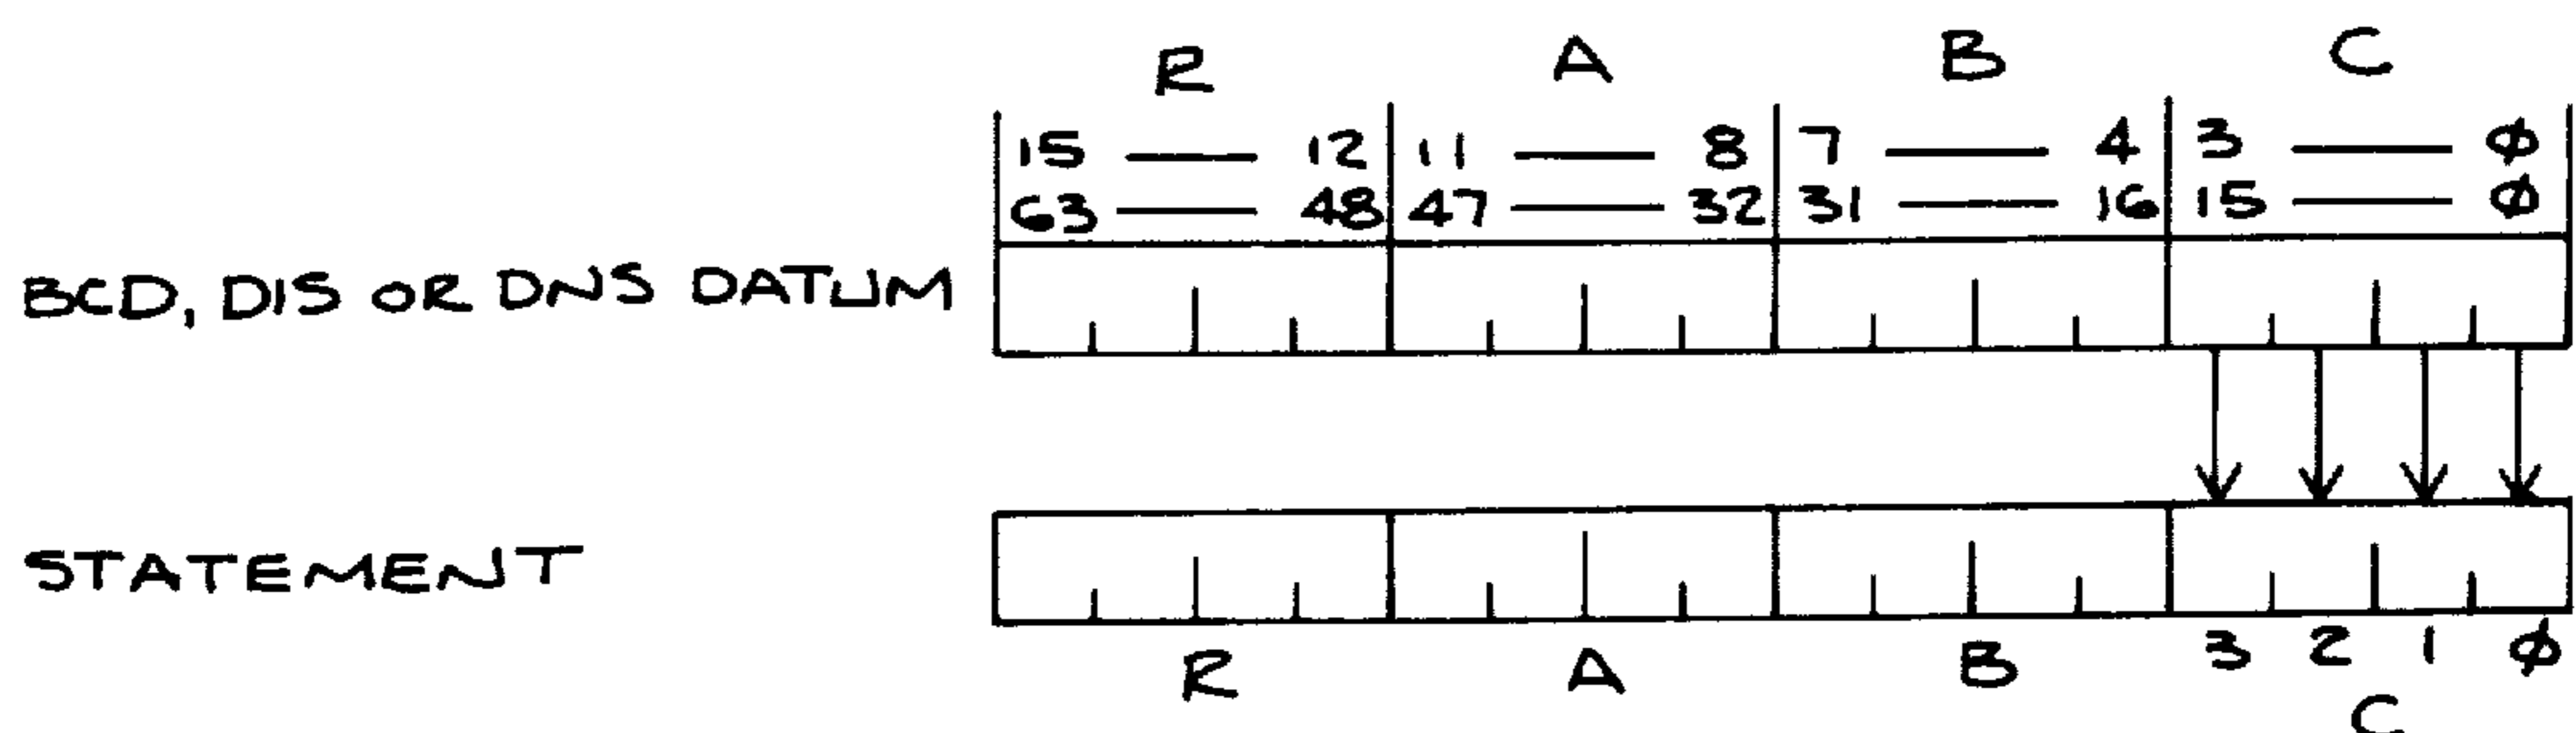 R A B C
15 — 12 11 — 8 7 — 4 3 — Ø
63 — 48 47 — 32 31 — 16 15 — Ø
BCD, DIS OR DNS DATUM
STATEMENT
3 2 1 Ø
R A B
C